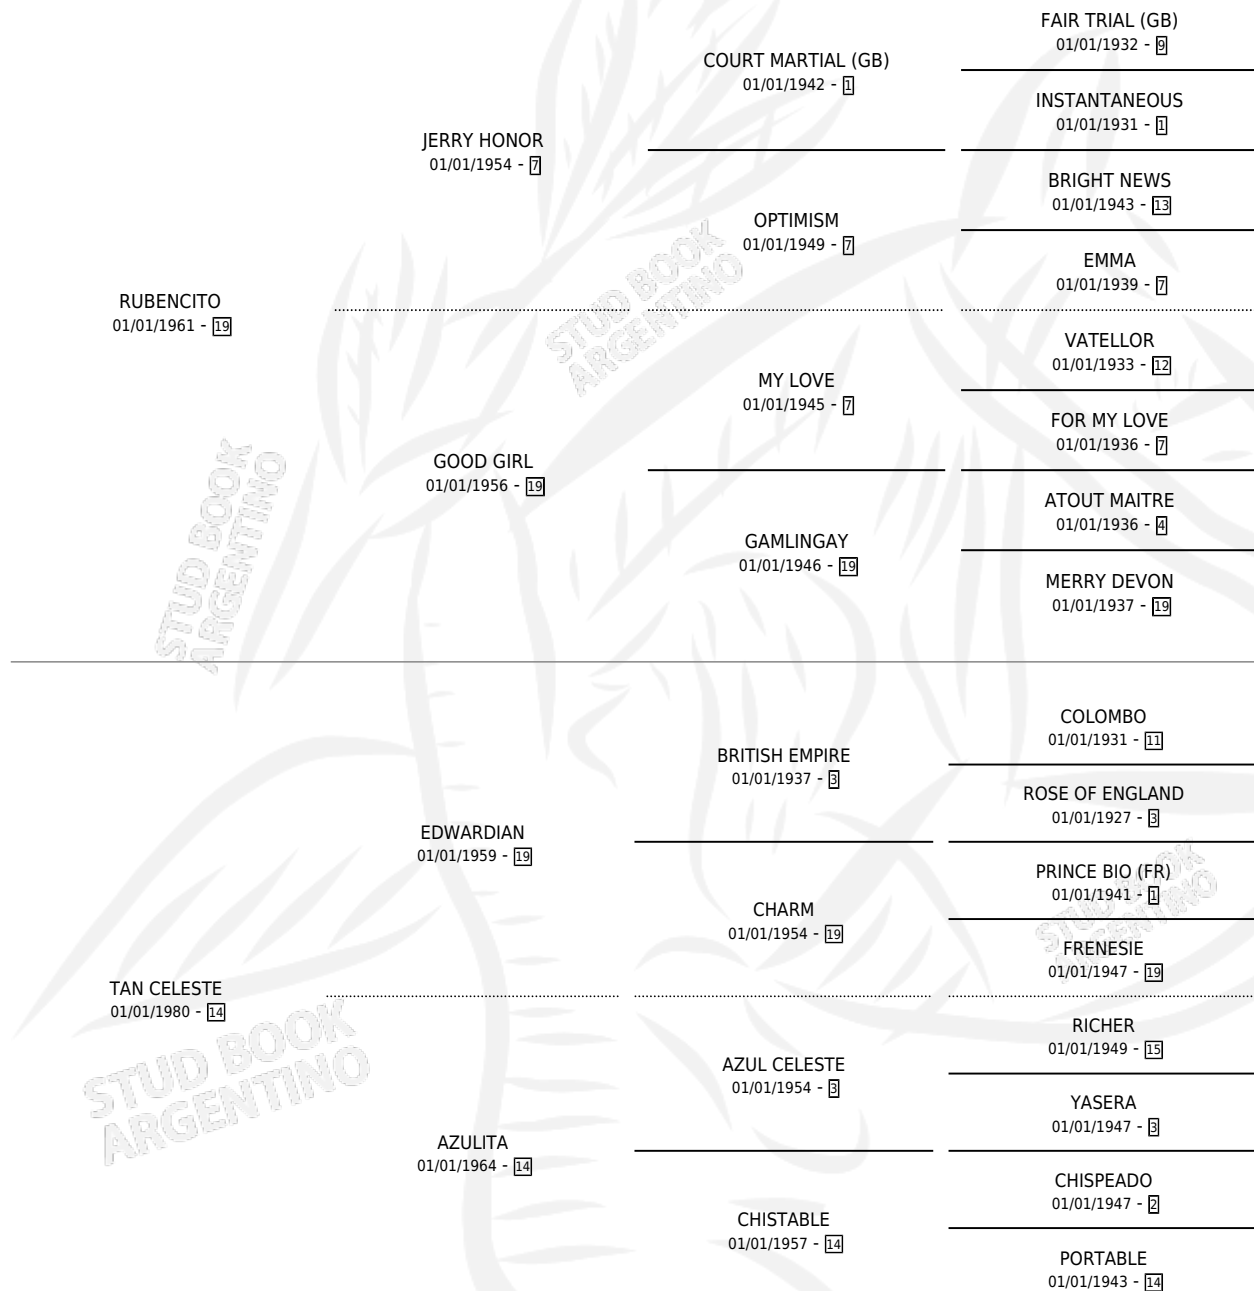 FAIR TRIAL (GB)
01/01/1932 - 9
COURT MARTIAL (GB)
01/01/1942 - 1
INSTANTANEOUS
01/01/1931 - 1
JERRY HONOR
01/01/1954 - 7
BRIGHT NEWS
01/01/1943 - 13
OPTIMISM
01/01/1949 - 7
EMMA
01/01/1939 - 7
RUBENCITO
01/01/1961 - 19
VATELLOR
01/01/1933 - 12
MY LOVE
01/01/1945 - 7
FOR MY LOVE
01/01/1936 - 7
GOOD GIRL
01/01/1956 - 19
ATOUT MAITRE
01/01/1936 - 4
GAMLINGAY
01/01/1946 - 19
MERRY DEVON
01/01/1937 - 19
STUD BOOK
ARGENTINO
STUD BOOK
ARGENTINO
COLOMBO
01/01/1931 - 11
BRITISH EMPIRE
01/01/1937 - 3
ROSE OF ENGLAND
01/01/1927 - 3
EDWARDIAN
01/01/1959 - 19
PRINCE BIO (FR)
01/01/1941 - 1
CHARM
01/01/1954 - 19
FRENESIE
01/01/1947 - 19
STUD BOOK
ARGENTINO
TAN CELESTE
01/01/1980 - 14
STUD BOOK
ARGENTINO
RICHER
01/01/1949 - 15
AZUL CELESTE
01/01/1954 - 3
YASERA
01/01/1947 - 3
AZULITA
01/01/1964 - 14
CHISPEADO
01/01/1947 - 2
CHISTABLE
01/01/1957 - 14
PORTABLE
01/01/1943 - 14